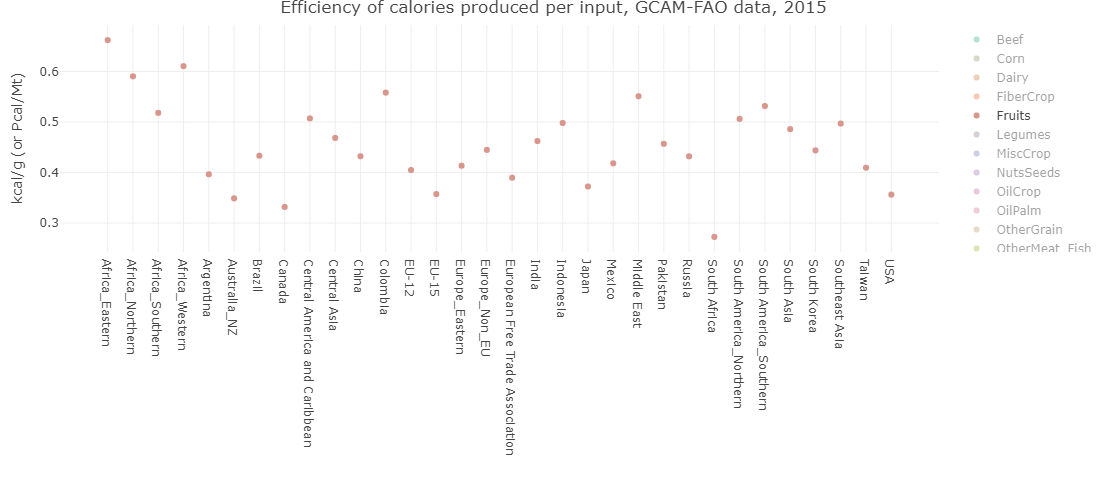 Efficiency of calories produced per input, GCAM-FAO data, 2015
kcal/g (or Pcal/Mt)
0.6
0.5
0.4
0.3
Africa_Eastern
Africa_Northern
Africa_Southern
Africa_Western
Argentina
Australia_NZ
Brazil
Canada
Central America and Caribbean
Central Asia
China
Colombia
EU-12
EU-15
Europe_Eastern
Europe_Non_EU
European Free Trade Association
India
Indonesia
Japan
Mexico
Middle East
Pakistan
Russia
South Africa
South America_Northern
South America_Southern
South Asia
South Korea
Southeast Asia
Taiwan
USA
Beef
Corn
Dairy
FiberCrop
Fruits
Legumes
MiscCrop
NutsSeeds
OilCrop
OilPalm
OtherGrain
OtherMeat_Fish